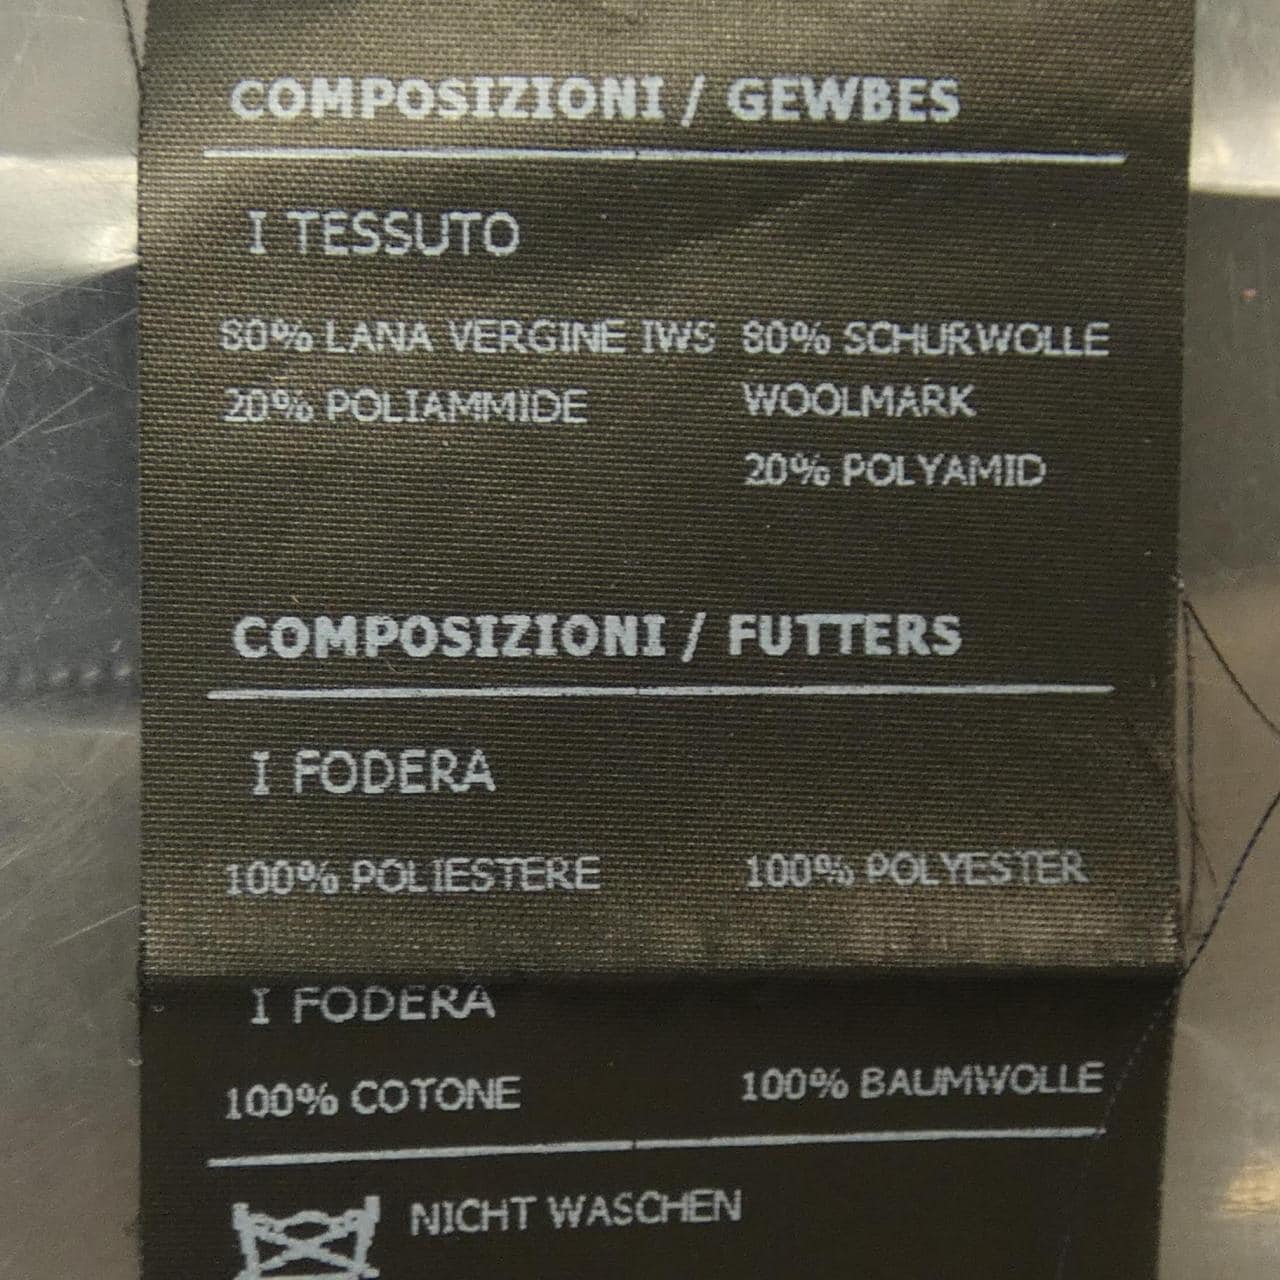 COMPOSIZIONI / GEWBES
I TESSUTO
80% LANA VERGINE IWS 80% SCHURWOLLE
20% POLIAMMIDE WOOLMARK
20% POLYAMID
COMPOSIZIONI / FUTTERS
I FODERA
100% POLIESTERE 100% POLYESTER
I FODERA
100% COTONE 100% BAUMWOLLE
NICHT WASCHEN